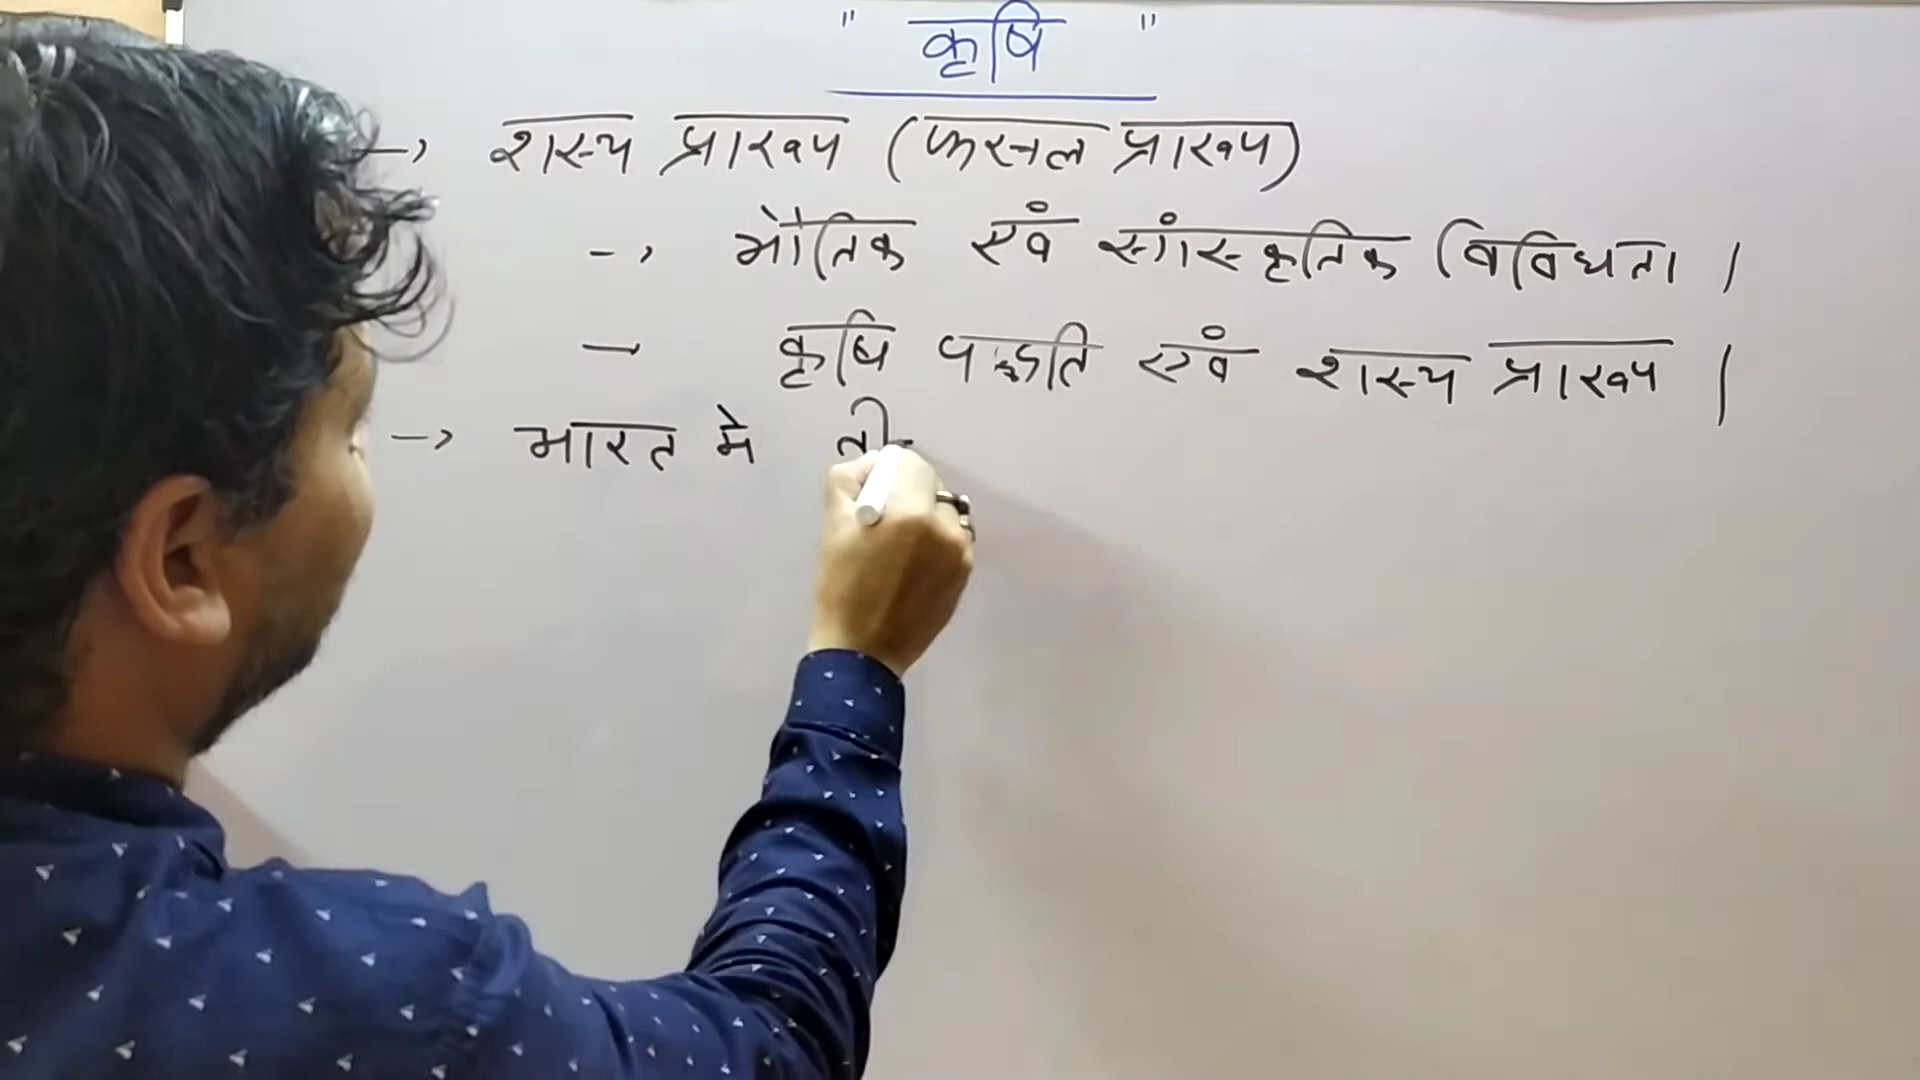 " कृषि "
→ शस्य प्रारूप (फसल प्रारूप)
→ भौतिक एवं सांस्कृतिक विविधता ।
- कृषि पद्धति एवं शस्य प्रारूप ।
→ भारत मे ती